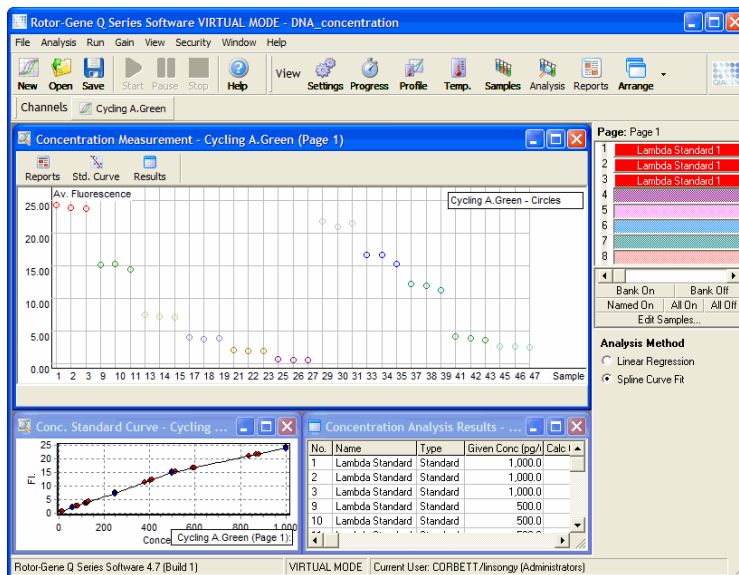 Rotor-Gene Q Series Software VIRTUAL MODE - DNA_concentration
File Analysis Run Gain View Security Window Help
New Open Save Start Pause Stop Help View Settings Progress Profile Temp. Samples Analysis Reports Arrange
Channels Cycling A.Green
Concentration Measurement - Cycling A.Green (Page 1)
Reports Std. Curve Results
Av. Fluorescence
Cycling A.Green - Circles
25.00
20.00
15.00
10.00
5.00
0.00
1 2 3 9 10 11 13 14 15 17 18 19 21 22 23 25 26 27 29 30 31 33 34 35 37 38 39 41 42 43 45 46 47 Sample
Page: Page 1
1 Lambda Standard 1
2 Lambda Standard 1
3 Lambda Standard 1
4
5
6
7
8
Bank On Bank Off
Named On All On All Off
Edit Samples...
Analysis Method
Linear Regression
Spline Curve Fit
Conc. Standard Curve - Cycling ...
Fl.
25
20
15
10
5
0
0 200 400 600 800 1,000
Conce
Cycling A.Green (Page 1):
Concentration Analysis Results - ...
No. Name Type Given Conc (pg/ Calc
1 Lambda Standard Standard 1,000.0
2 Lambda Standard Standard 1,000.0
3 Lambda Standard Standard 1,000.0
9 Lambda Standard Standard 500.0
10 Lambda Standard Standard 500.0
Rotor-Gene Q Series Software 4.7 (Build 1) VIRTUAL MODE Current User: CORBETT/linsongy (Administrators)